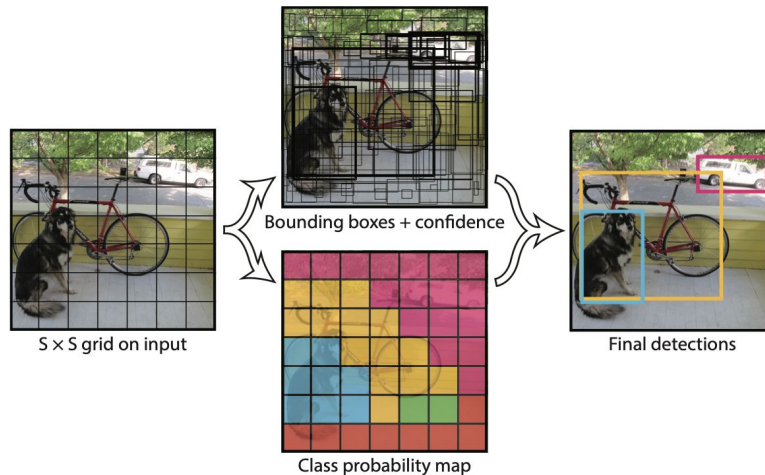 Bounding boxes + confidence
S × S grid on input
Final detections
Class probability map